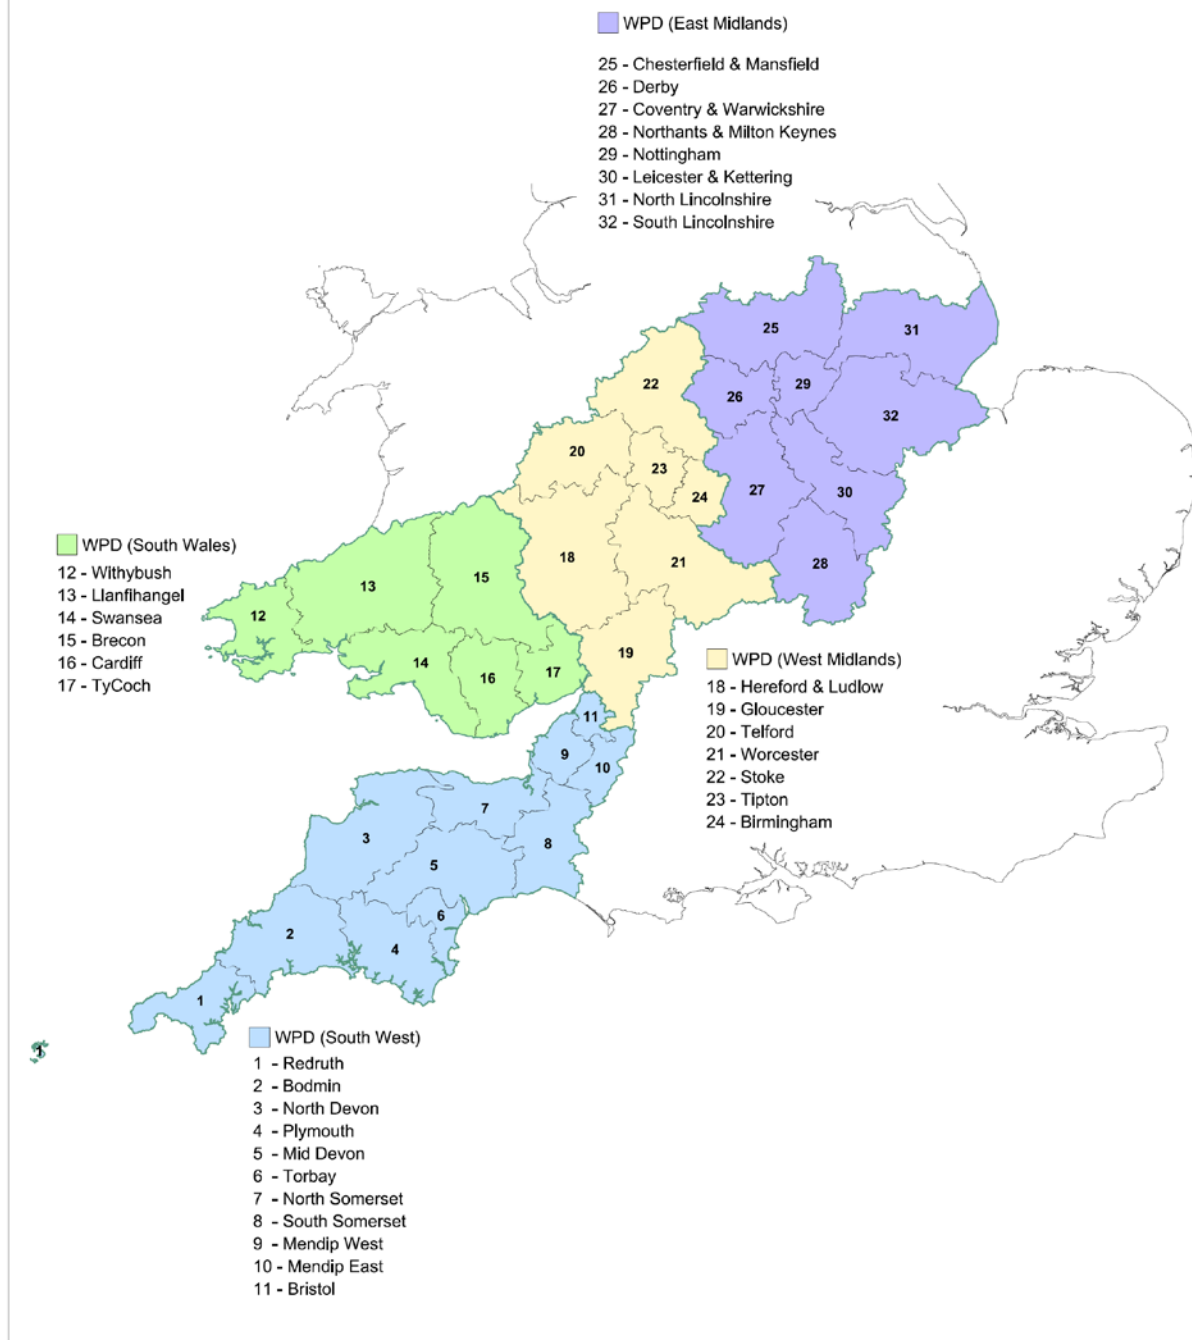 WPD (East Midlands)
25 - Chesterfield & Mansfield
26 - Derby
27 - Coventry & Warwickshire
28 - Northants & Milton Keynes
29 - Nottingham
30 - Leicester & Kettering
31 - North Lincolnshire
32 - South Lincolnshire
25
31
22
29
26
32
20
23
27
30
24
WPD (South Wales)
12 - Withybush
13 - Llanfihangel
14 - Swansea
15 - Brecon
16 - Cardiff
17 - TyCoch
18
21
28
15
13
12
19
14
17
16
WPD (West Midlands)
18 - Hereford & Ludlow
19 - Gloucester
20 - Telford
21 - Worcester
22 - Stoke
23 - Tipton
24 - Birmingham
11
9
10
7
3
8
5
6
2
4
1
1
WPD (South West)
1 - Redruth
2 - Bodmin
3 - North Devon
4 - Plymouth
5 - Mid Devon
6 - Torbay
7 - North Somerset
8 - South Somerset
9 - Mendip West
10 - Mendip East
11 - Bristol